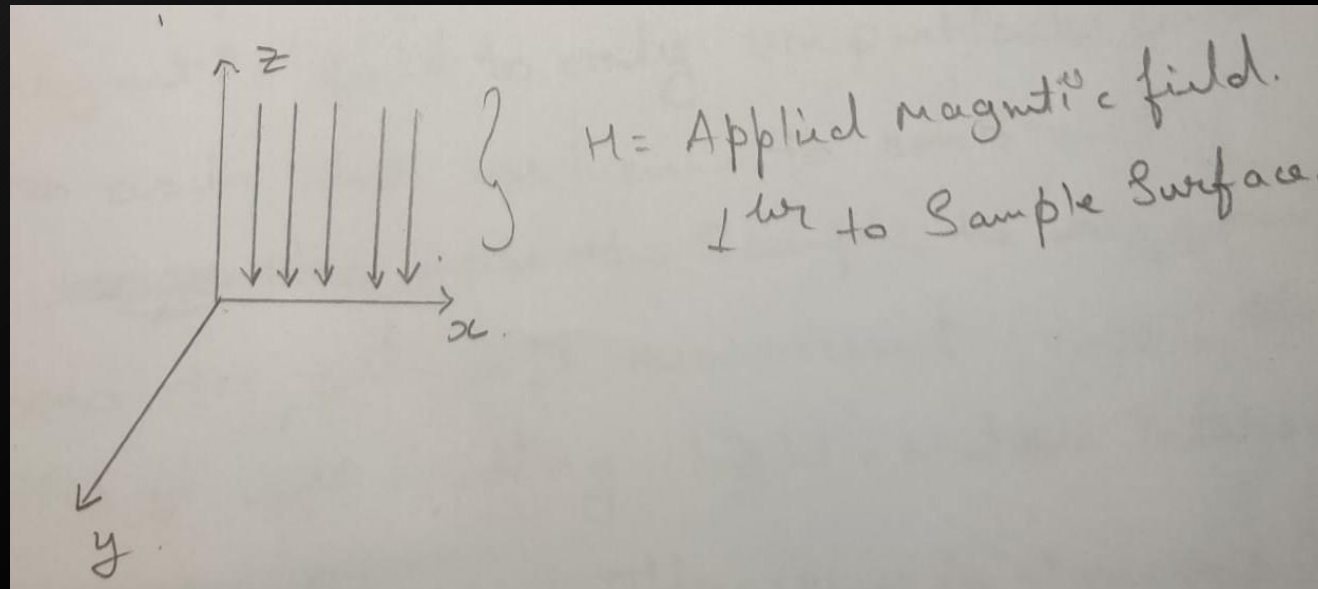 z
H = Applied magnetic field.
⊥ler to Sample Surface.
x.
y.